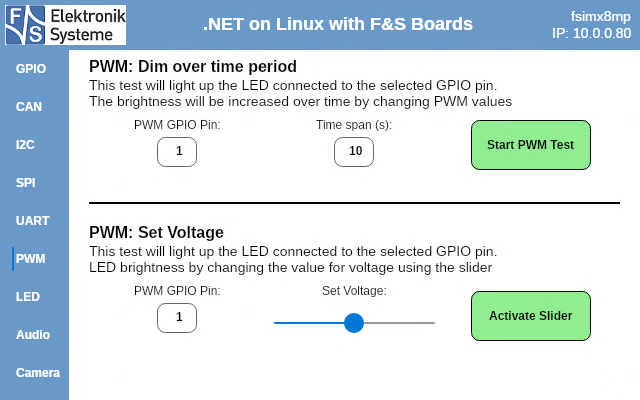 F&S Elektronik Systeme
.NET on Linux with F&S Boards
fsimx8mp
IP: 10.0.0.80
GPIO
CAN
I2C
SPI
UART
PWM
LED
Audio
Camera
PWM: Dim over time period
This test will light up the LED connected to the selected GPIO pin.
The brightness will be increased over time by changing PWM values
PWM GPIO Pin:
Time span (s):
1
10
Start PWM Test
PWM: Set Voltage
This test will light up the LED connected to the selected GPIO pin.
LED brightness by changing the value for voltage using the slider
PWM GPIO Pin:
Set Voltage:
1
Activate Slider